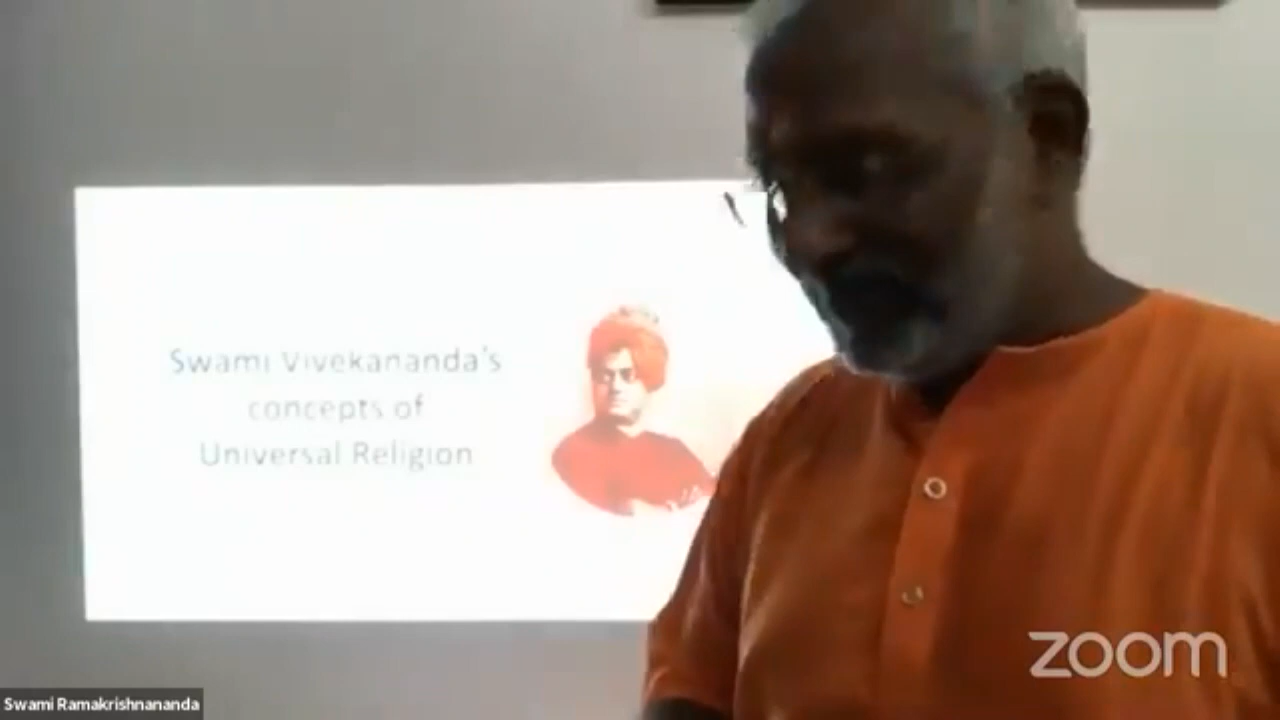 Swami Vivekananda's
concepts of
Universal Religion
zoom
Swami Ramakrishnananda